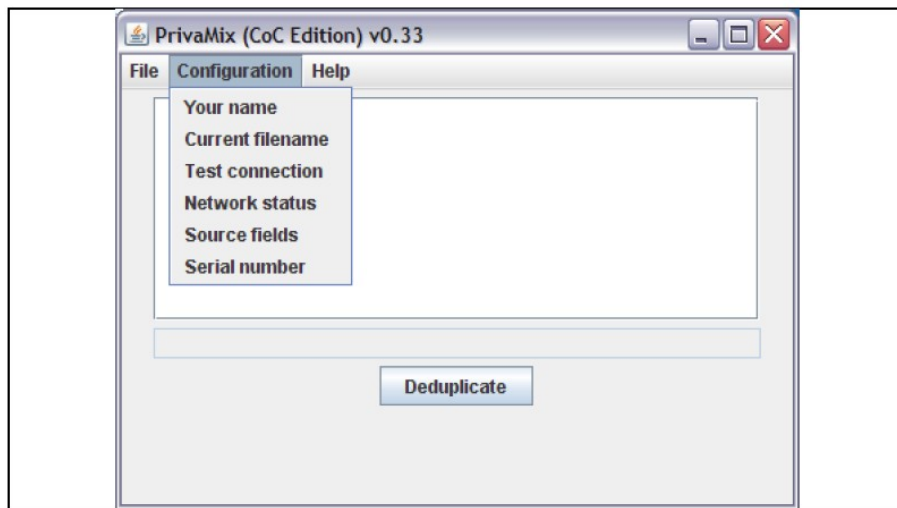 PrivaMix (CoC Edition) v0.33
File Configuration Help
Your name
Current filename
Test connection
Network status
Source fields
Serial number
Deduplicate